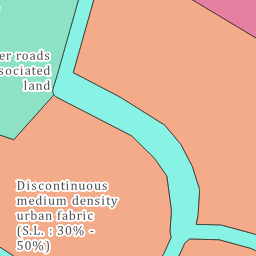 er roads
sociated
land
Discontinuous
medium density
urban fabric
(S.L. : 30% -
50%)